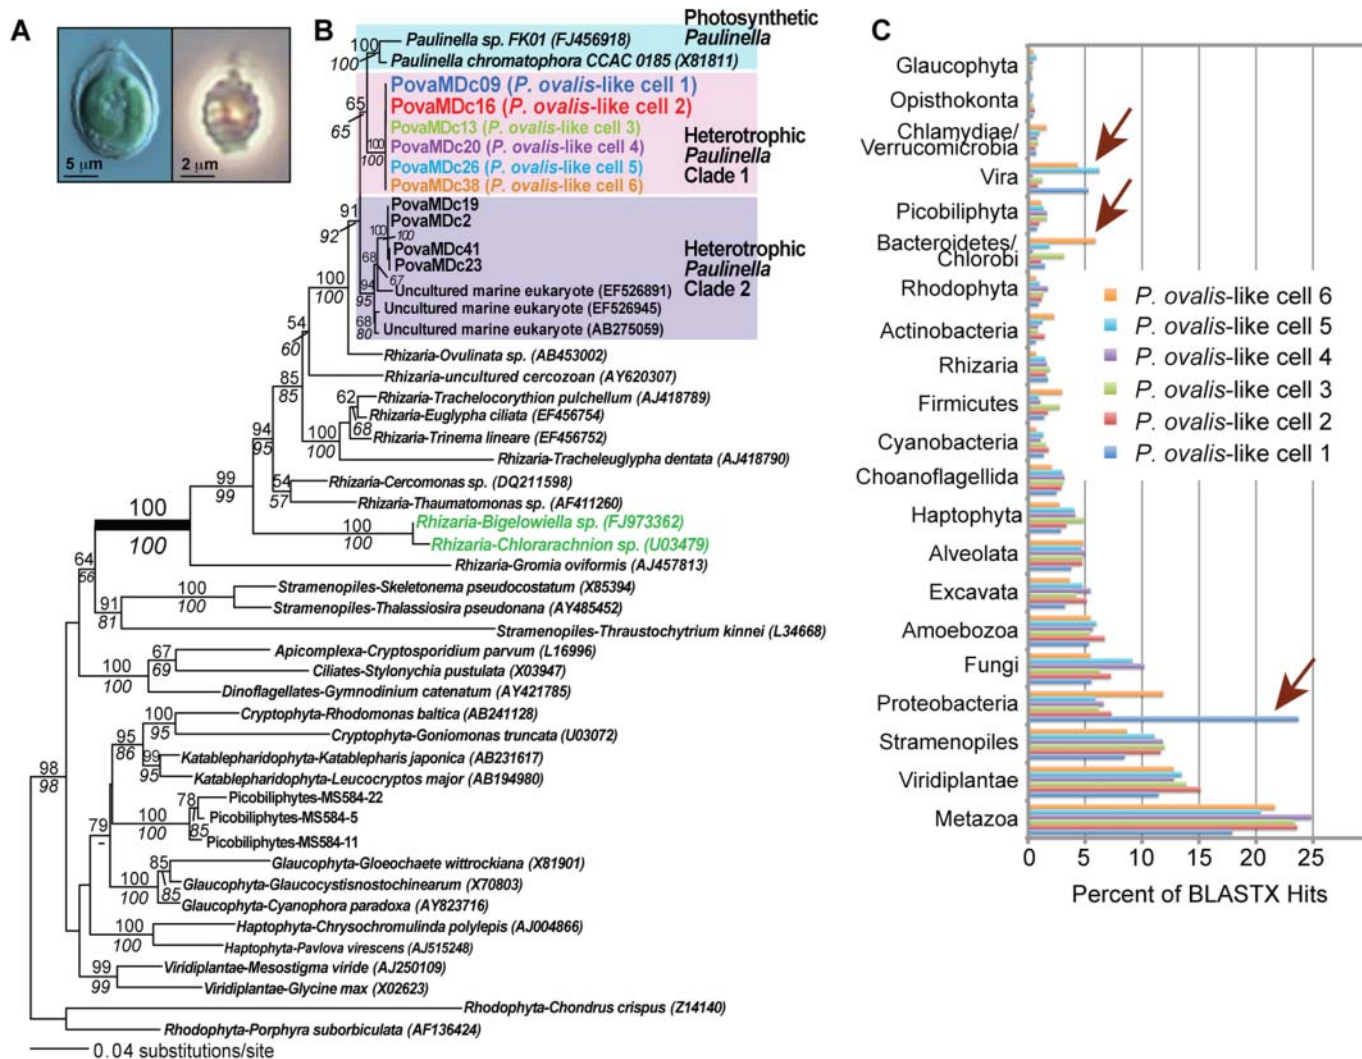 A
5 µm
2 µm
B
Photosynthetic
Paulinella
100
100
Paulinella sp. FK01 (FJ456918)
Paulinella chromatophora CCAC 0185 (X81811)
65
65
PovaMDc09 (P. ovalis-like cell 1)
PovaMDc16 (P. ovalis-like cell 2)
PovaMDc13 (P. ovalis-like cell 3)
PovaMDc20 (P. ovalis-like cell 4)
PovaMDc26 (P. ovalis-like cell 5)
PovaMDc38 (P. ovalis-like cell 6)
100
100
Heterotrophic
Paulinella
Clade 1
91
92
PovaMDc19
PovaMDc2
PovaMDc41
PovaMDc23
100
100
68
67
94
95
68
80
Uncultured marine eukaryote (EF526891)
Uncultured marine eukaryote (EF526945)
Uncultured marine eukaryote (AB275059)
Heterotrophic
Paulinella
Clade 2
100
100
Rhizaria-Ovulinata sp. (AB453002)
54
60
Rhizaria-uncultured cercozoan (AY620307)
85
85
62
68
Rhizaria-Trachelocorythion pulchellum (AJ418789)
Rhizaria-Euglypha ciliata (EF456754)
Rhizaria-Trinema lineare (EF456752)
100
100
Rhizaria-Tracheleuglypha dentata (AJ418790)
94
95
54
57
Rhizaria-Cercomonas sp. (DQ211598)
Rhizaria-Thaumatomonas sp. (AF411260)
99
99
100
100
Rhizaria-Bigelowiella sp. (FJ973362)
Rhizaria-Chlorarachnion sp. (U03479)
100
100
Rhizaria-Gromia oviformis (AJ457813)
64
56
100
100
Stramenopiles-Skeletonema pseudocostatum (X85394)
Stramenopiles-Thalassiosira pseudonana (AY485452)
91
81
Stramenopiles-Thraustochytrium kinnei (L34668)
67
69
Apicomplexa-Cryptosporidium parvum (L16996)
Ciliates-Stylonychia pustulata (X03947)
100
100
Dinoflagellates-Gymnodinium catenatum (AY421785)
100
95
Cryptophyta-Rhodomonas baltica (AB241128)
Cryptophyta-Goniomonas truncata (U03072)
95
86
99
95
Katablepharidophyta-Katablepharis japonica (AB231617)
Katablepharidophyta-Leucocryptos major (AB194980)
98
98
78
85
Picobiliphytes-MS584-22
Picobiliphytes-MS584-5
100
100
Picobiliphytes-MS584-11
79
-
85
85
Glaucophyta-Gloeochaete wittrockiana (X81901)
Glaucophyta-Glaucocystisnostochinearum (X70803)
100
100
Glaucophyta-Cyanophora paradoxa (AY823716)
100
100
Haptophyta-Chrysochromulinda polylepis (AJ004866)
Haptophyta-Pavlova virescens (AJ515248)
99
99
Viridiplantae-Mesostigma viride (AJ250109)
Viridiplantae-Glycine max (X02623)
Rhodophyta-Chondrus crispus (Z14140)
Rhodophyta-Porphyra suborbiculata (AF136424)
0.04 substitutions/site
C
Glaucophyta
Opisthokonta
Chlamydiae/
Verrucomicrobia
Vira
Picobiliphyta
Bacteroidetes/
Chlorobi
Rhodophyta
Actinobacteria
Rhizaria
Firmicutes
Cyanobacteria
Choanoflagellida
Haptophyta
Alveolata
Excavata
Amoebozoa
Fungi
Proteobacteria
Stramenopiles
Viridiplantae
Metazoa
P. ovalis-like cell 6
P. ovalis-like cell 5
P. ovalis-like cell 4
P. ovalis-like cell 3
P. ovalis-like cell 2
P. ovalis-like cell 1
0 5 10 15 20 25
Percent of BLASTX Hits